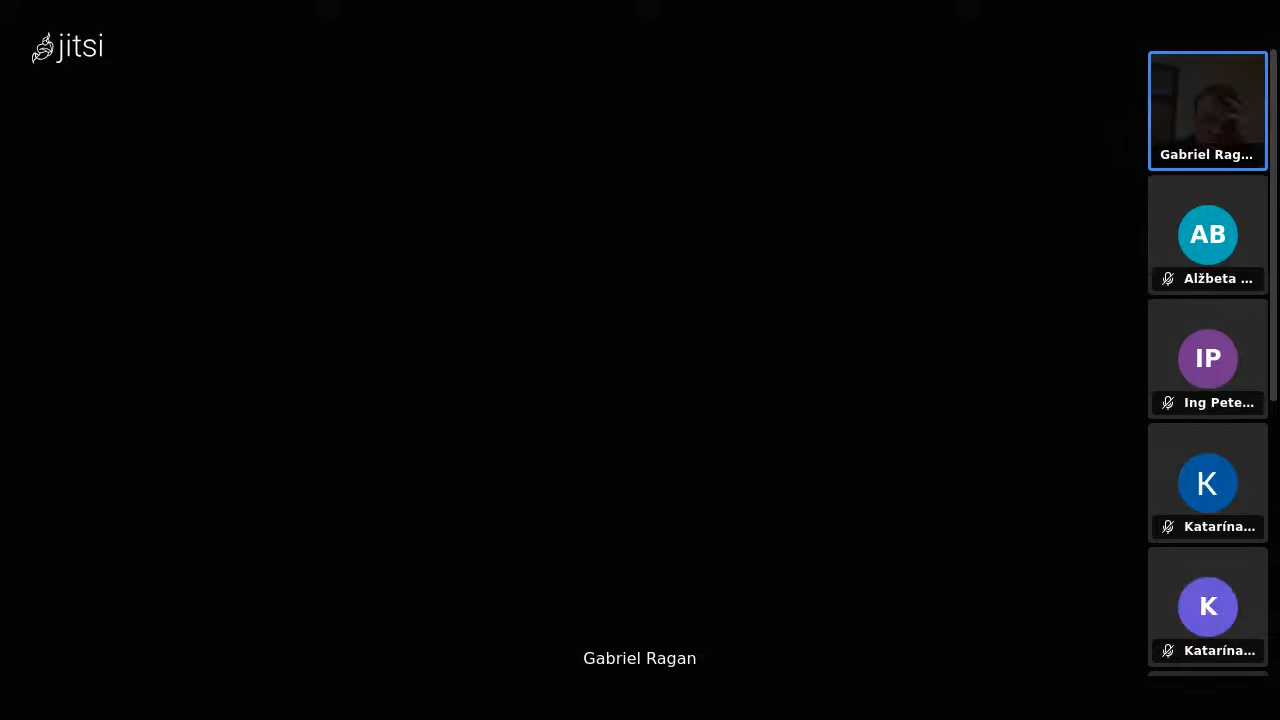 jitsi
Gabriel Rag...
AB
Alžbeta ...
IP
Ing Pete...
K
Katarína...
K
Katarína...
Gabriel Ragan